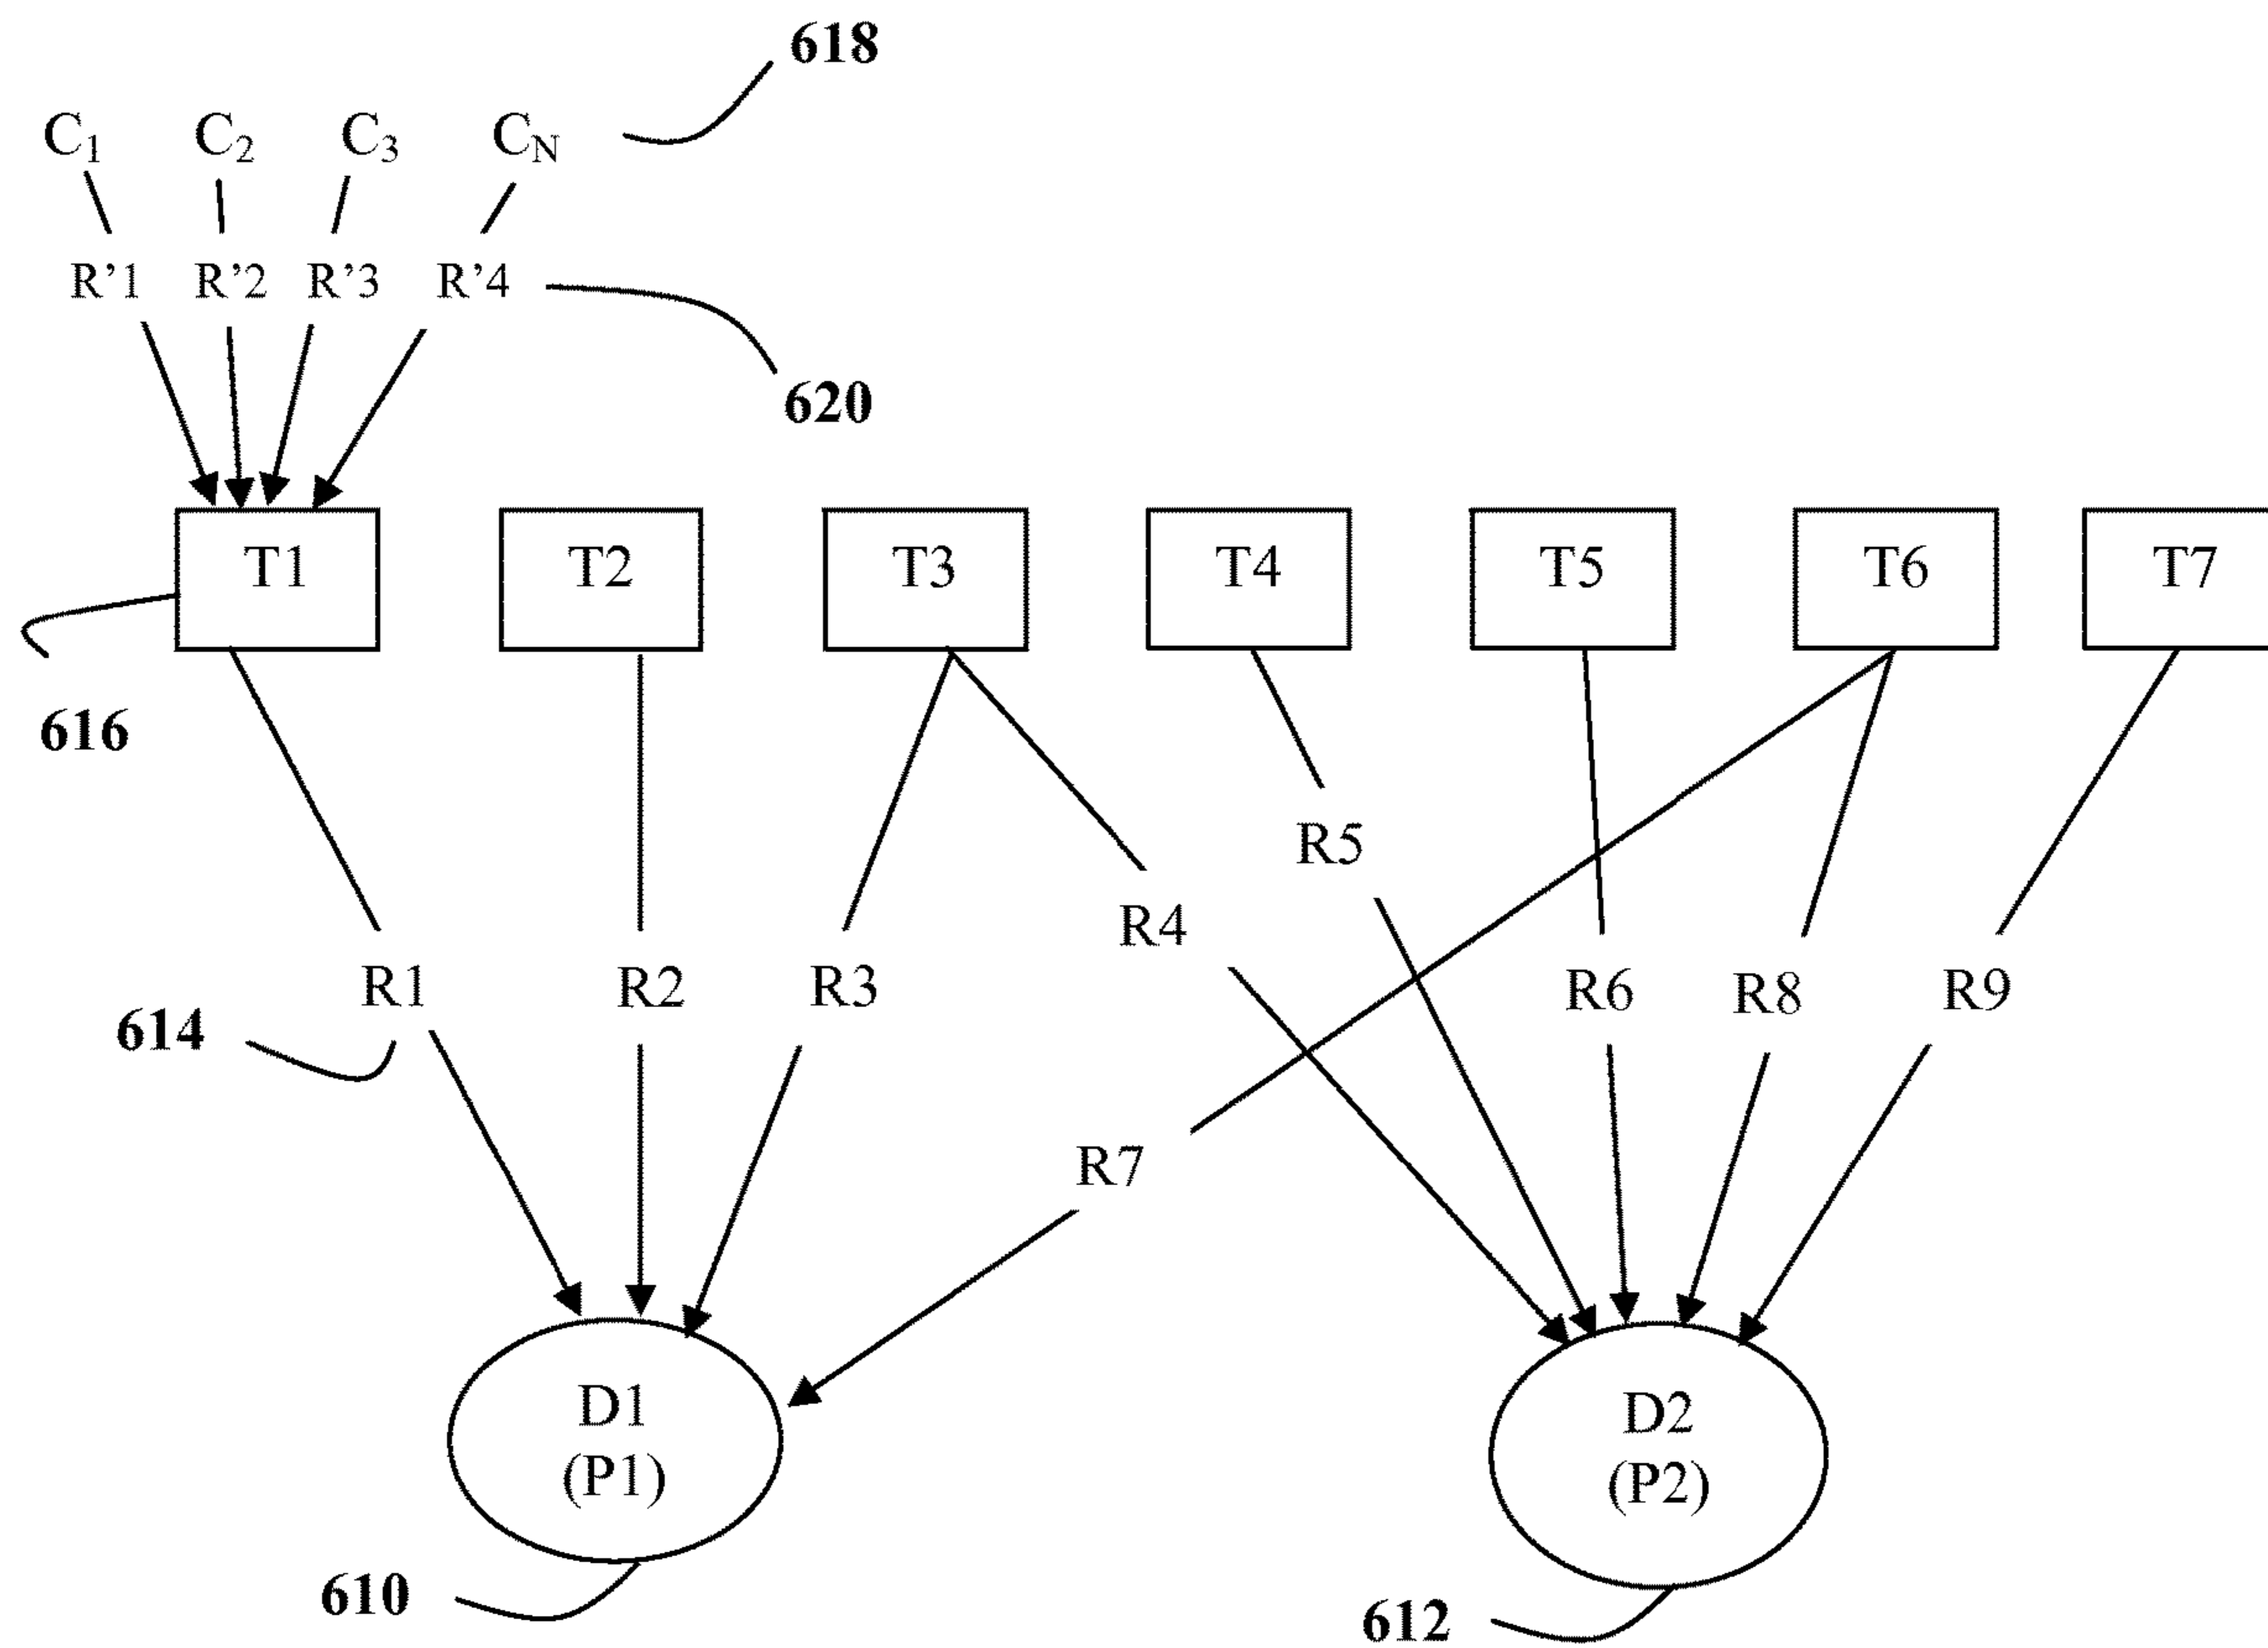 618
C₁ C₂ C₃ C_N
R’1 R’2 R’3 R’4
620
T1 T2 T3 T4 T5 T6 T7
616
R5
R4
R1 R2 R3 R6 R8 R9
614
R7
D1
(P1)
D2
(P2)
610
612